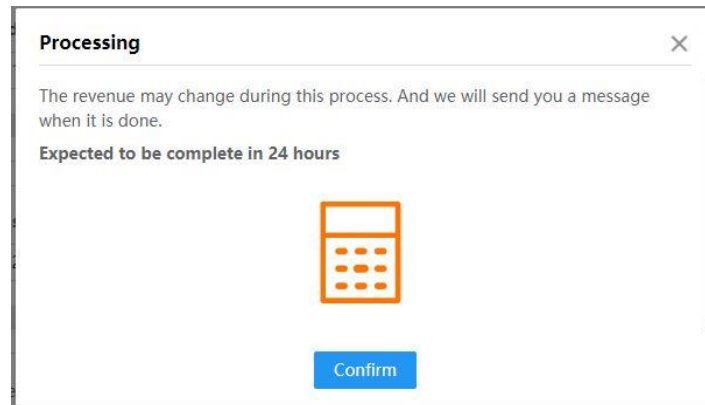 Processing
The revenue may change during this process. And we will send you a message
when it is done.
Expected to be complete in 24 hours
Confirm